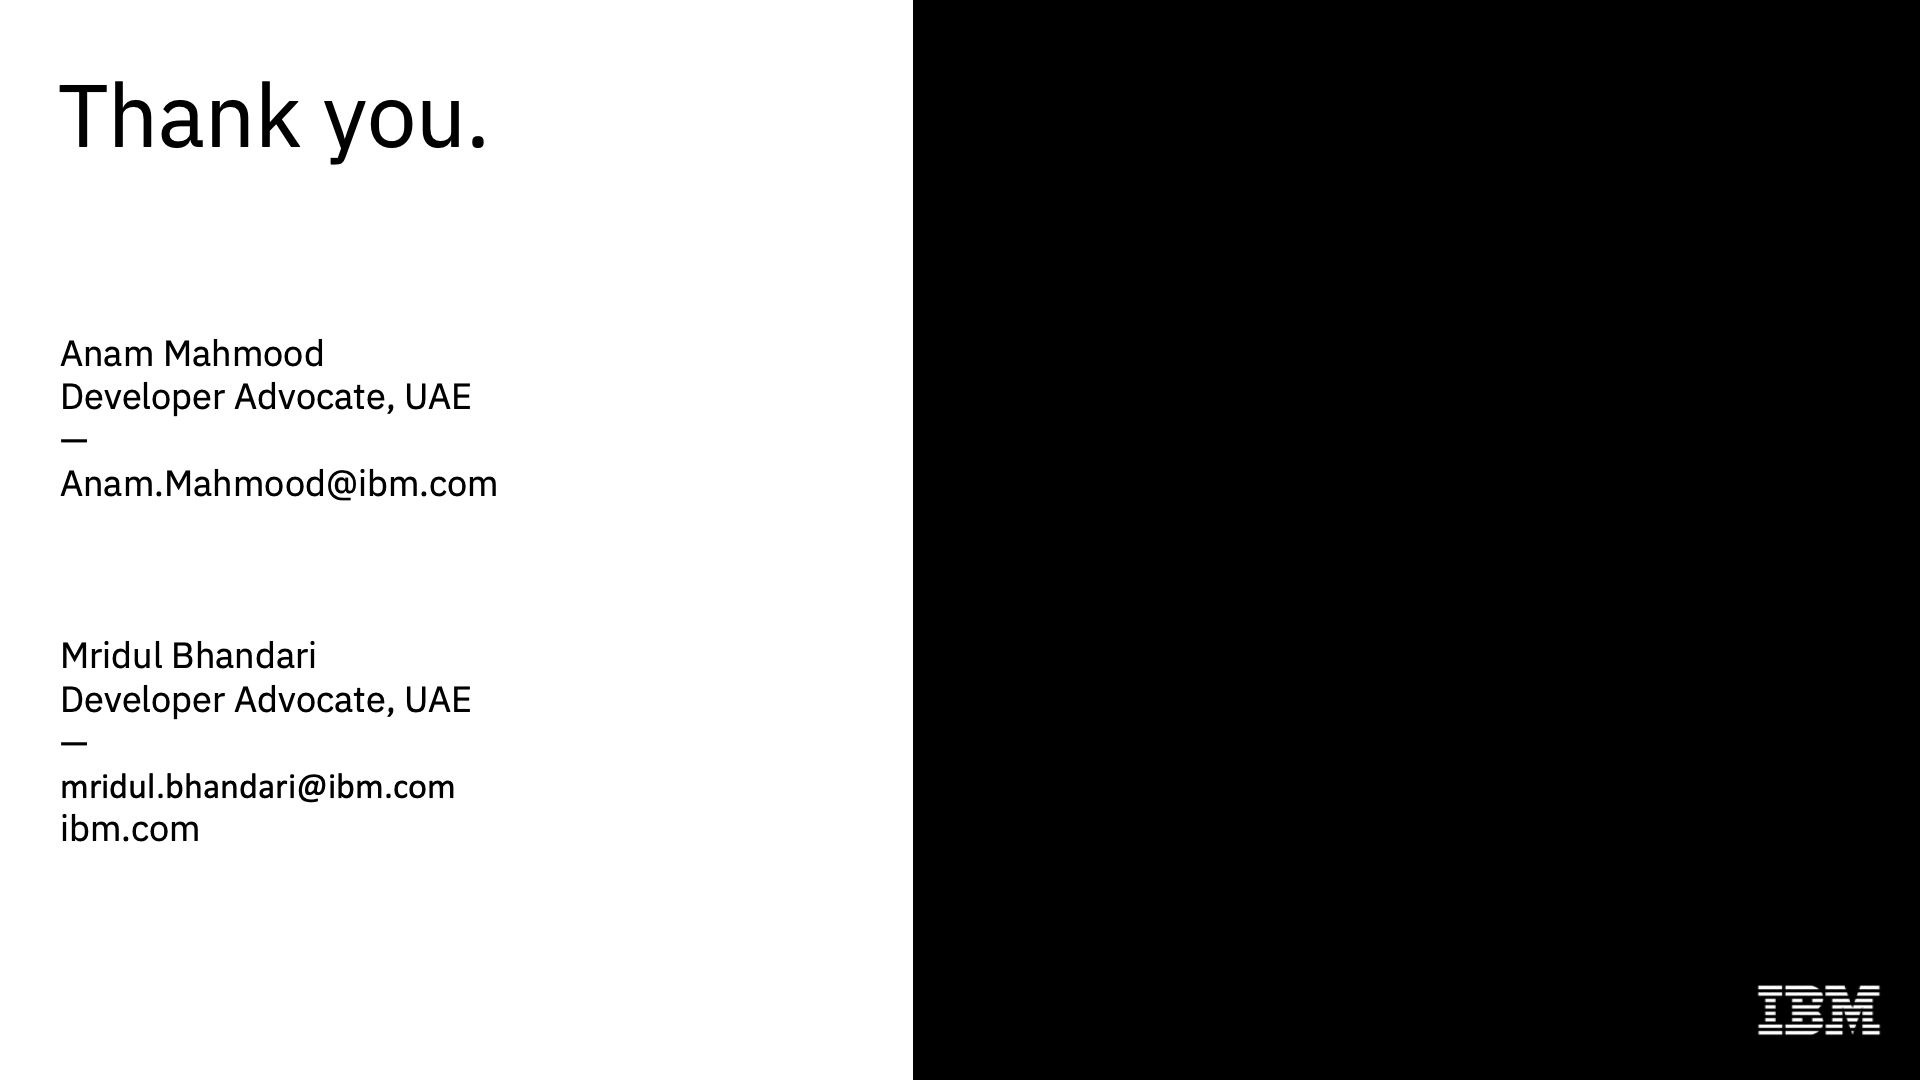 Thank you.
Anam Mahmood
Developer Advocate, UAE
—
Anam.Mahmood@ibm.com
Mridul Bhandari
Developer Advocate, UAE
—
mridul.bhandari@ibm.com
ibm.com
IBM